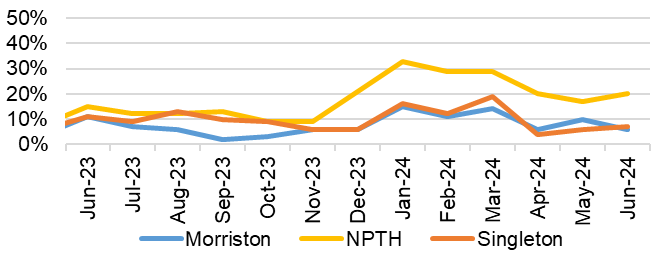 50%
40%
30%
20%
10%
0%
Jun-23
Jul-23
Aug-23
Sep-23
Oct-23
Nov-23
Dec-23
Jan-24
Feb-24
Mar-24
Apr-24
May-24
Jun-24
Morriston NPTH Singleton